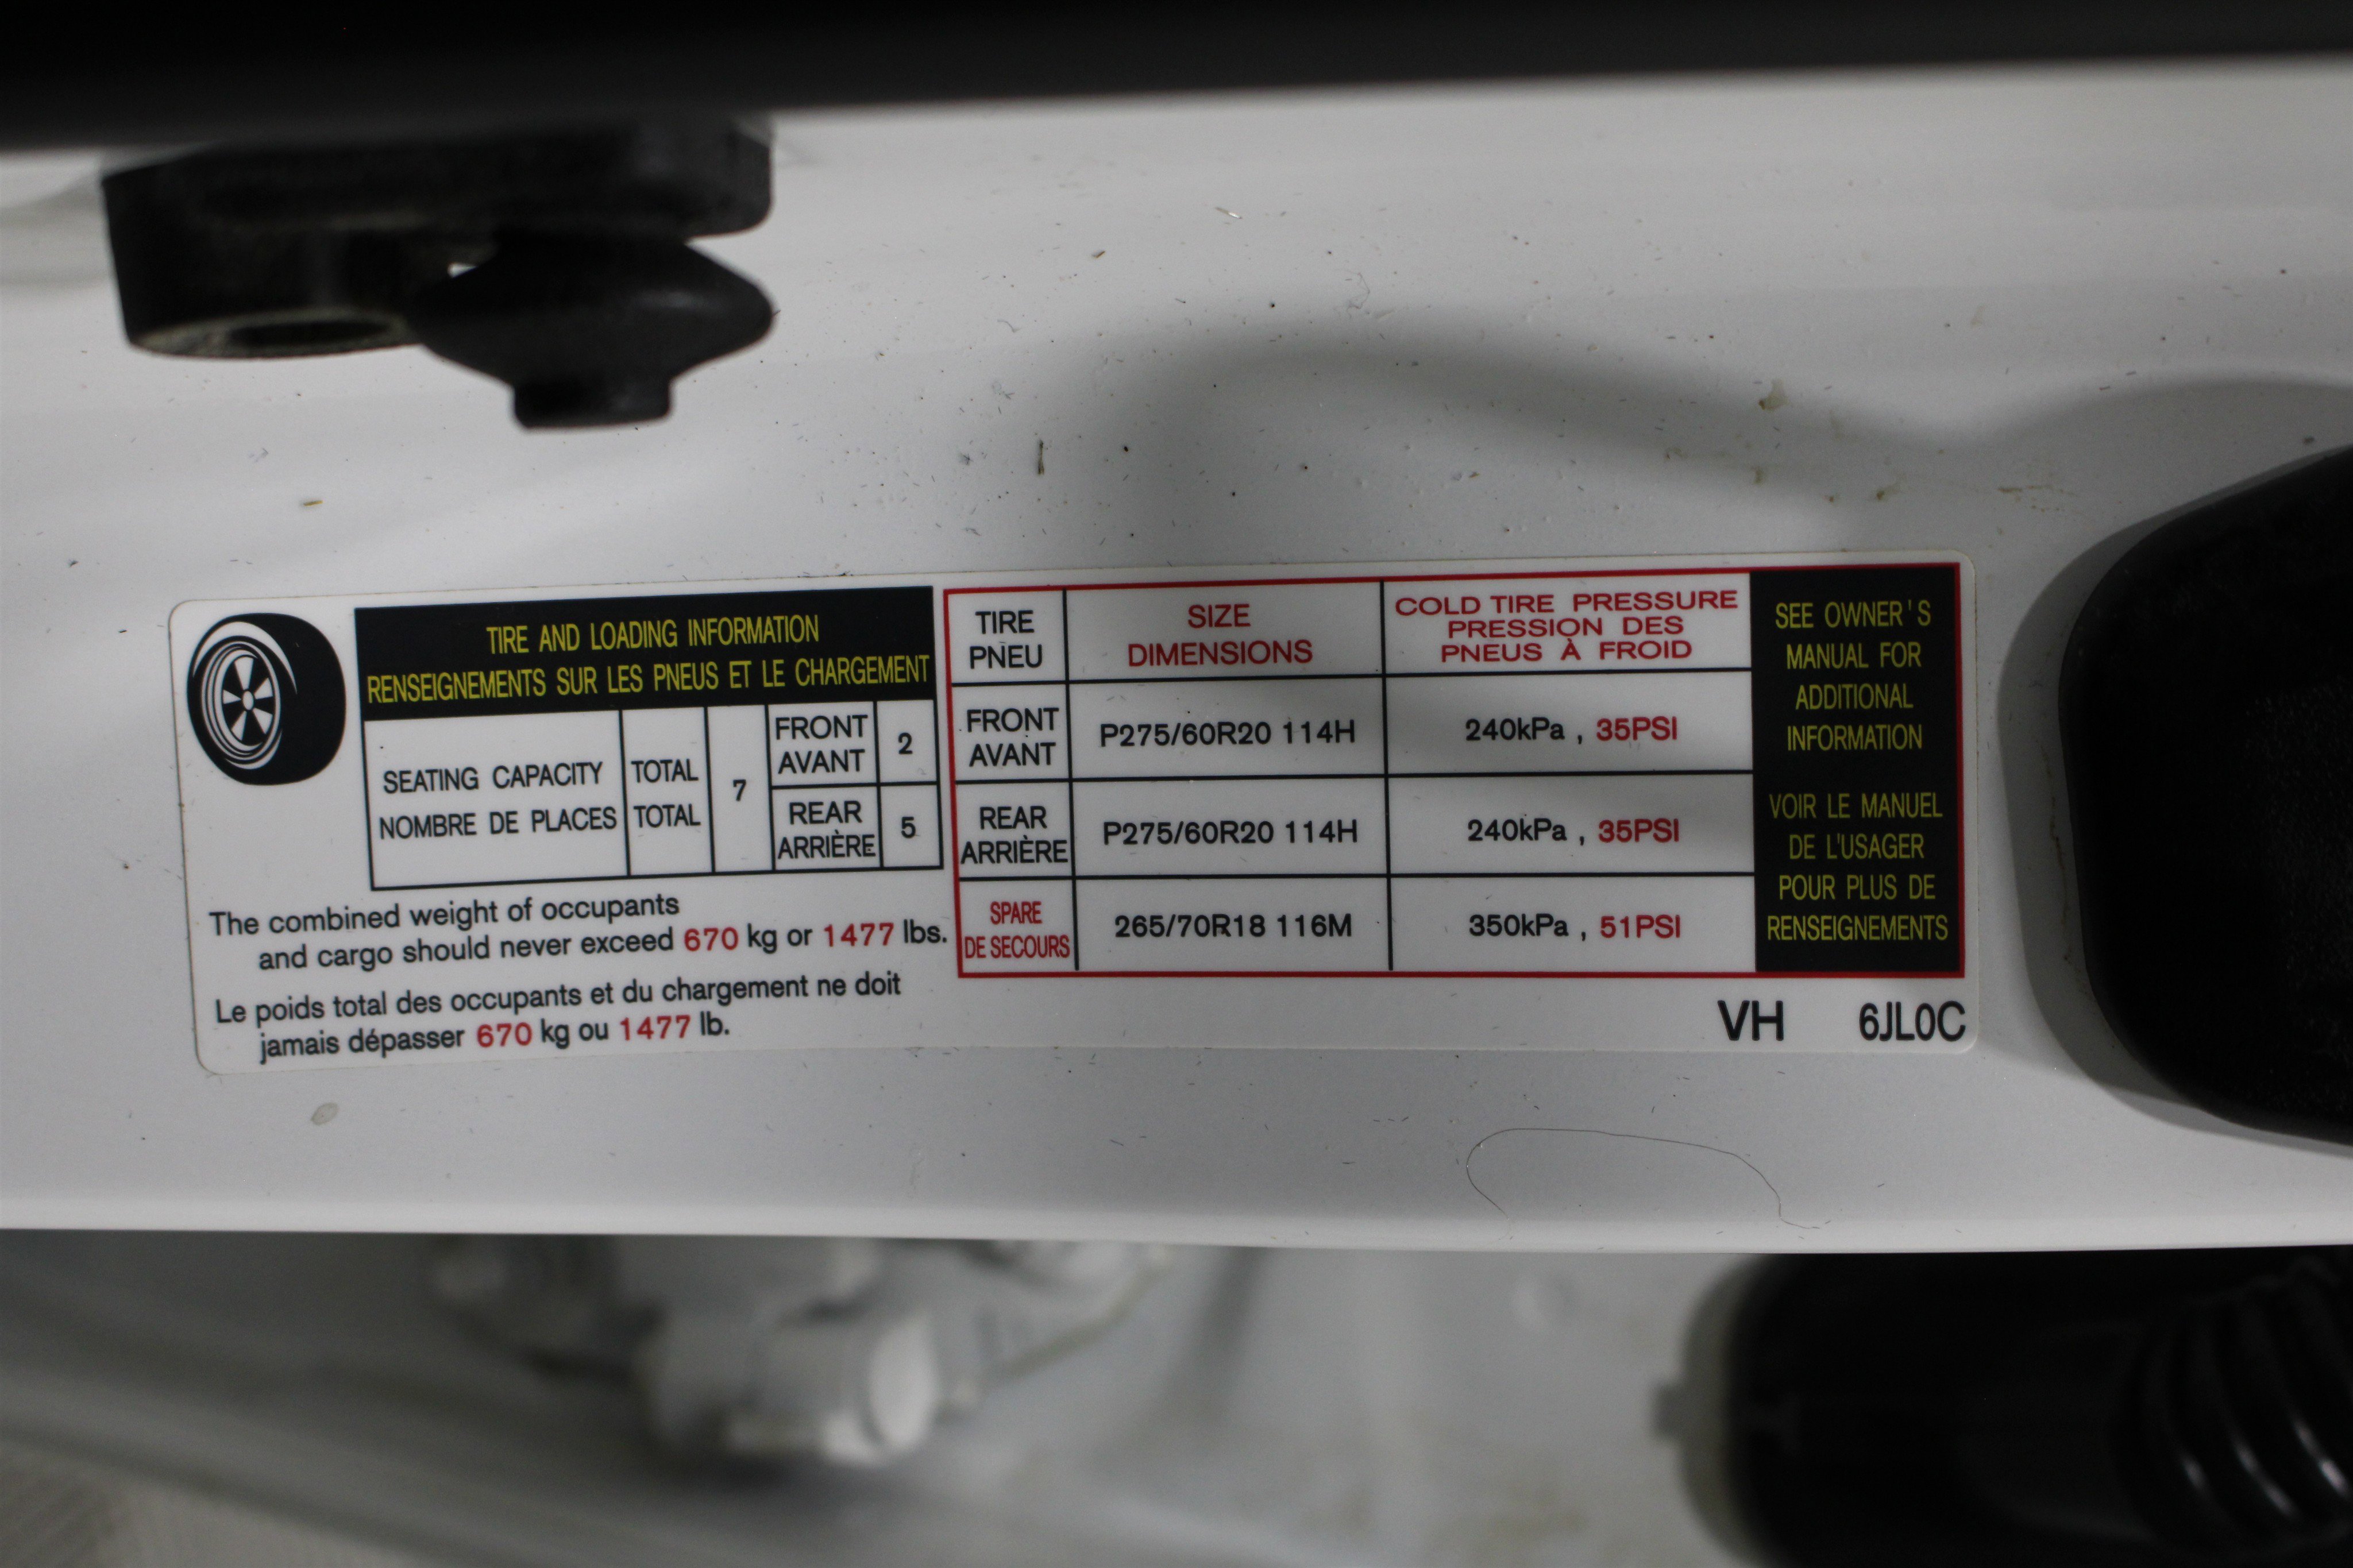 TIRE AND LOADING INFORMATION
RENSEIGNEMENTS SUR LES PNEUS ET LE CHARGEMENT
SEATING CAPACITY
NOMBRE DE PLACES
TOTAL
TOTAL
7
FRONT
AVANT
2
REAR
ARRIÈRE
5
The combined weight of occupants
and cargo should never exceed 670 kg or 1477 lbs.
Le poids total des occupants et du chargement ne doit
jamais dépasser 670 kg ou 1477 lb.
TIRE
PNEU
SIZE
DIMENSIONS
COLD TIRE PRESSURE
PRESSION DES
PNEUS À FROID
FRONT
AVANT
P275/60R20 114H
240kPa , 35PSI
REAR
ARRIÈRE
P275/60R20 114H
240kPa , 35PSI
SPARE
DE SECOURS
265/70R18 116M
350kPa , 51PSI
SEE OWNER'S
MANUAL FOR
ADDITIONAL
INFORMATION
VOIR LE MANUEL
DE L'USAGER
POUR PLUS DE
RENSEIGNEMENTS
VH 6JL0C